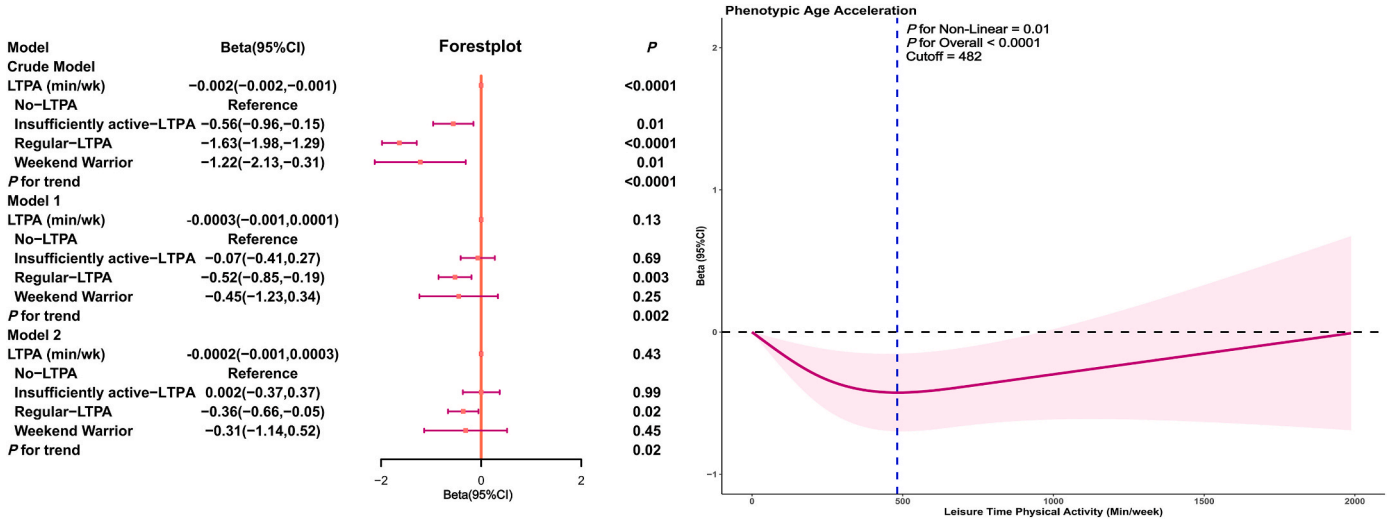 Model Beta(95%CI) Forestplot P
Crude Model
LTPA (min/wk) −0.002(−0.002,−0.001) <0.0001
No−LTPA Reference
Insufficiently active−LTPA −0.56(−0.96,−0.15) 0.01
Regular−LTPA −1.63(−1.98,−1.29) <0.0001
Weekend Warrior −1.22(−2.13,−0.31) 0.01
P for trend <0.0001
Model 1
LTPA (min/wk) -0.0003(−0.001,0.0001) 0.13
No−LTPA Reference
Insufficiently active−LTPA −0.07(−0.41,0.27) 0.69
Regular−LTPA −0.52(−0.85,−0.19) 0.003
Weekend Warrior −0.45(−1.23,0.34) 0.25
P for trend 0.002
Model 2
LTPA (min/wk) -0.0002(−0.001,0.0003) 0.43
No−LTPA Reference
Insufficiently active−LTPA 0.002(−0.37,0.37) 0.99
Regular−LTPA −0.36(−0.66,−0.05) 0.02
Weekend Warrior −0.31(−1.14,0.52) 0.45
P for trend 0.02
−2 0 2
Beta(95%CI)
Phenotypic Age Acceleration
P for Non−Linear = 0.01
P for Overall < 0.0001
Cutoff = 482
2
1
0
−1
Beta (95%CI)
0 500 1000 1500 2000
Leisure Time Physical Activity (Min/week)